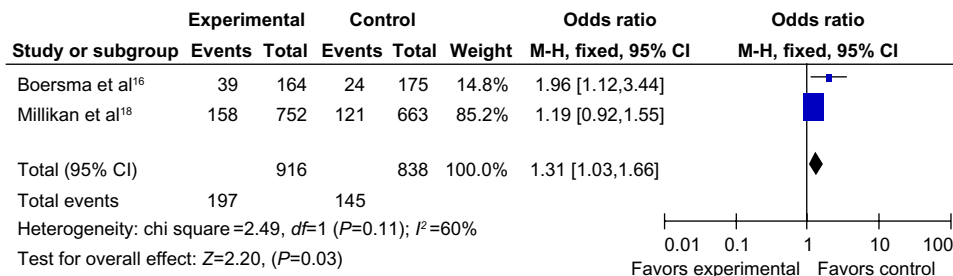 Experimental Control Odds ratio Odds ratio
Study or subgroup Events Total Events Total Weight M-H, fixed, 95% CI M-H, fixed, 95% CI
Boersma et al¹⁶ 39 164 24 175 14.8% 1.96 [1.12,3.44]
Millikan et al¹⁸ 158 752 121 663 85.2% 1.19 [0.92,1.55]
Total (95% CI) 916 838 100.0% 1.31 [1.03,1.66]
Total events 197 145
Heterogeneity: chi square =2.49, df=1 (P=0.11); I²=60%
Test for overall effect: Z=2.20, (P=0.03)
0.01 0.1 1 10 100
Favors experimental Favors control